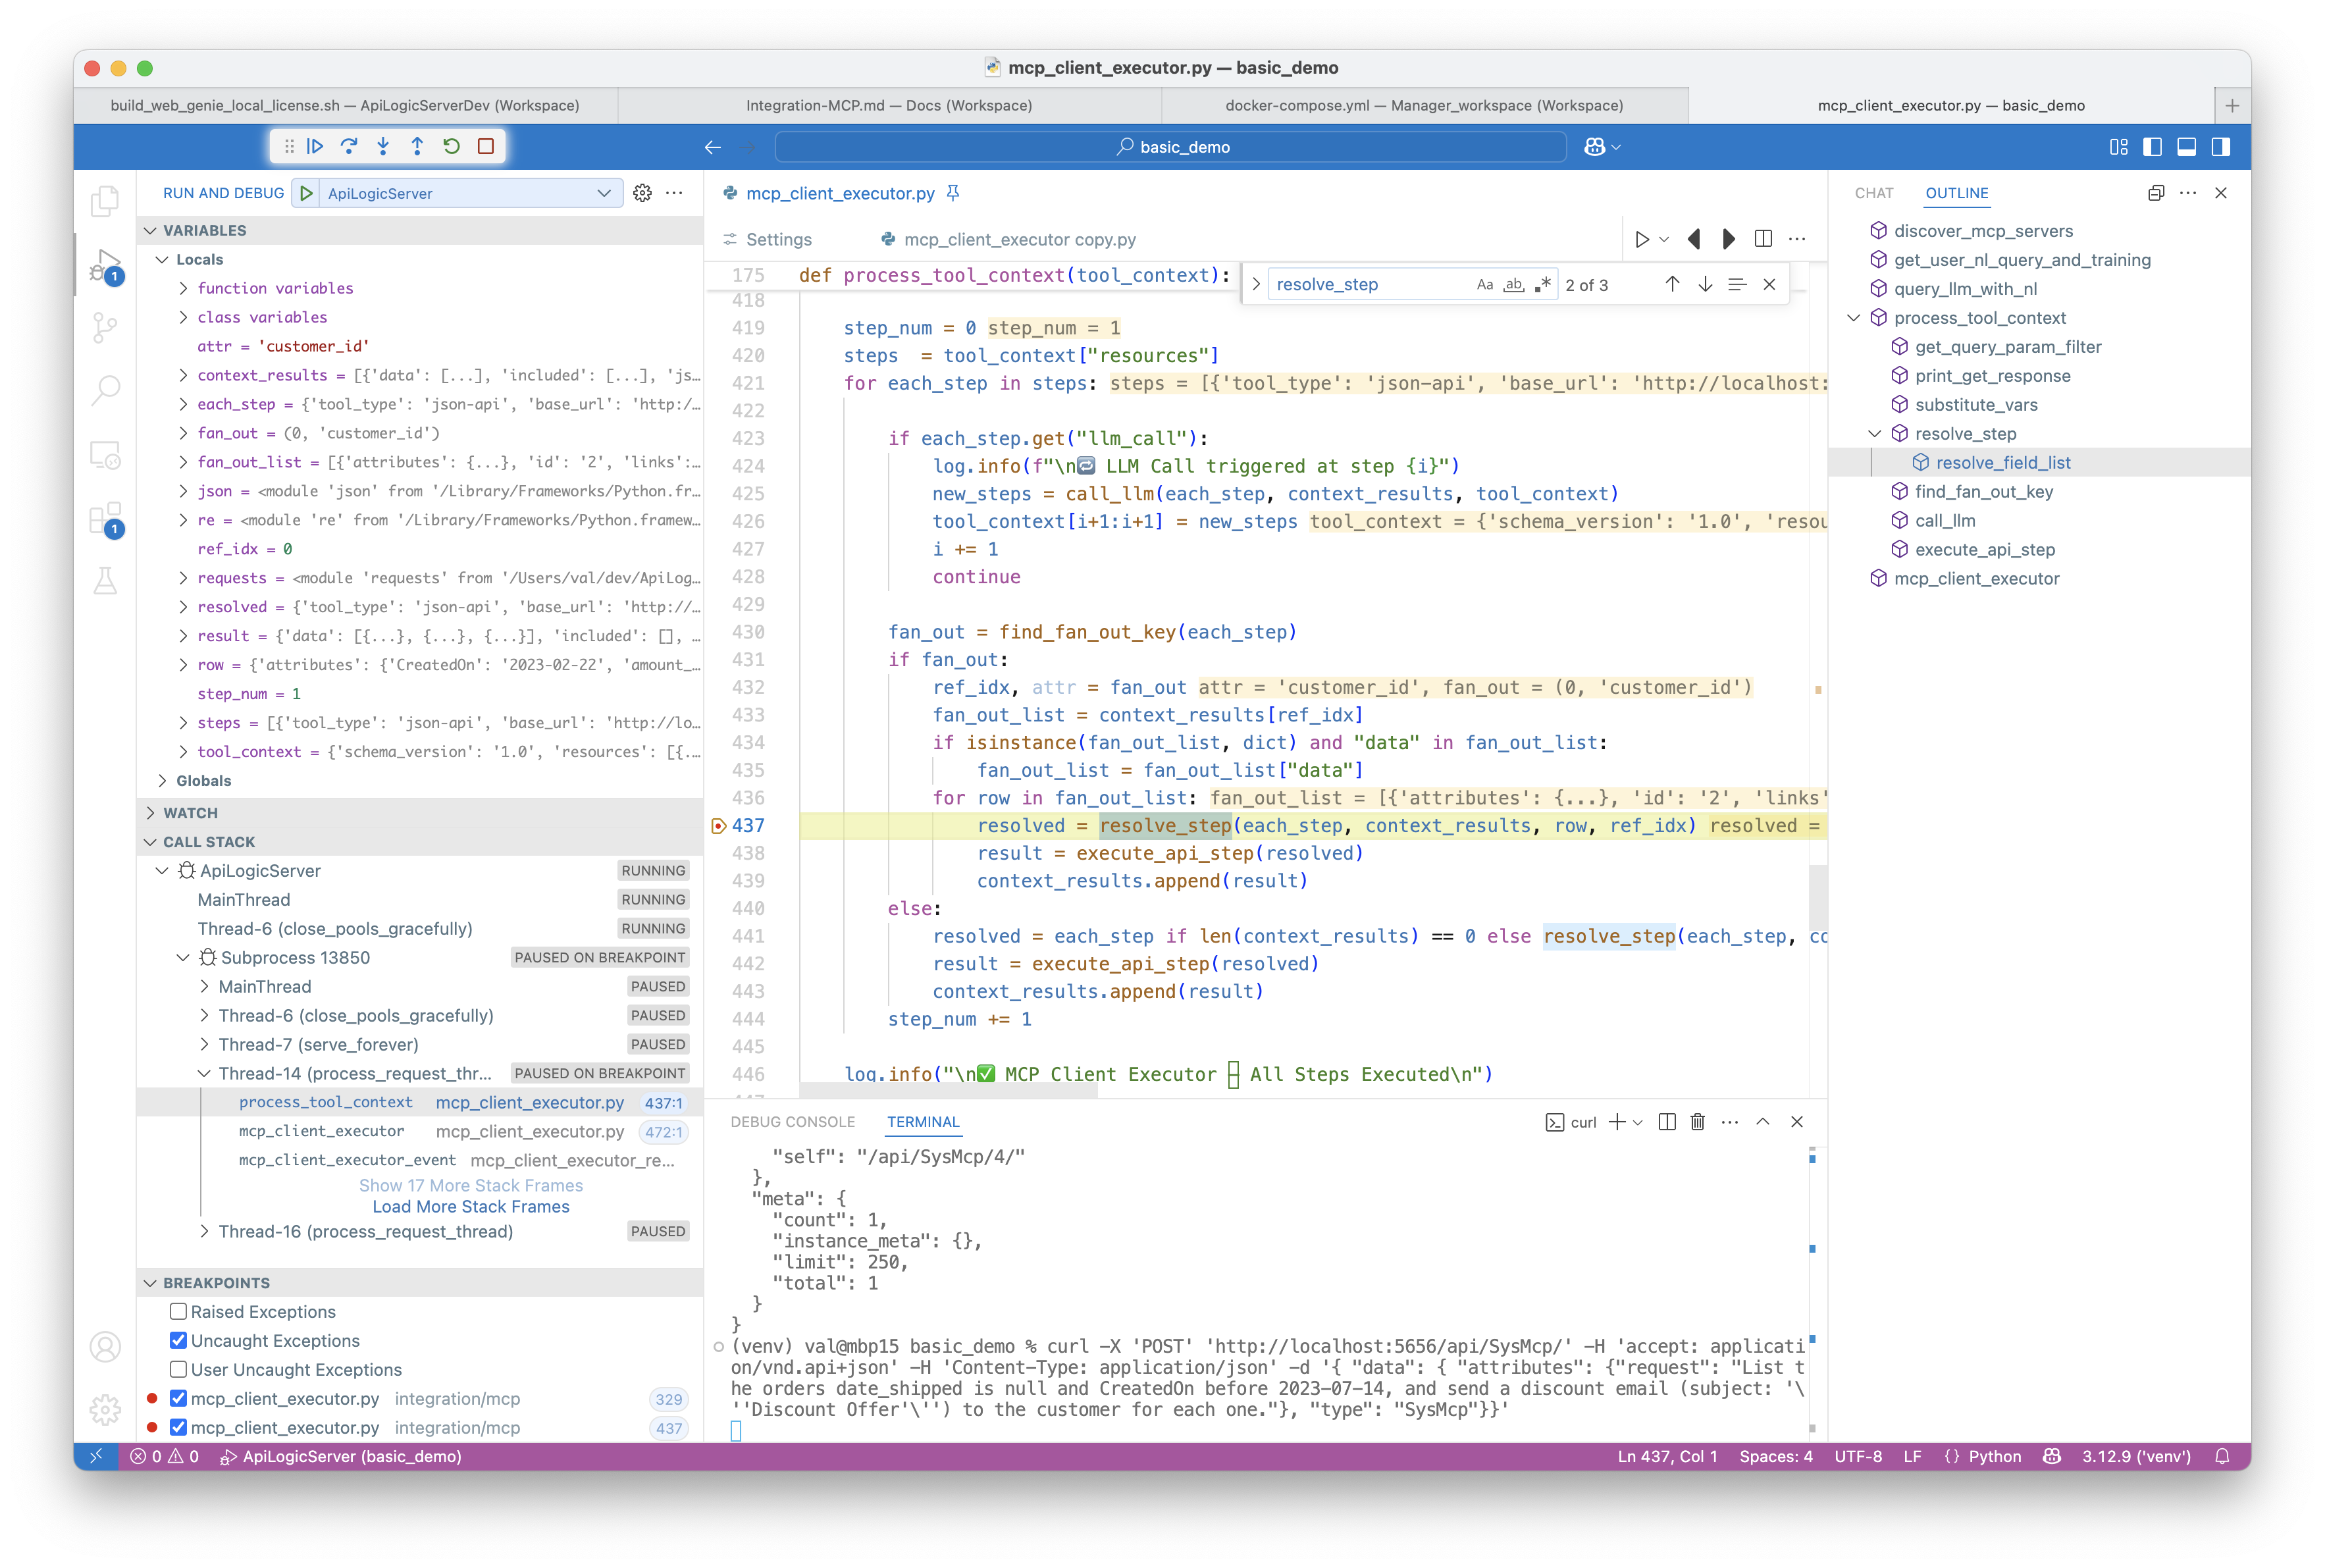 mcp_client_executor.py — basic_demo
build_web_genie_local_license.sh — ApiLogicServerDev (Workspace)
Integration-MCP.md — Docs (Workspace)
docker-compose.yml — Manager_workspace (Workspace)
mcp_client_executor.py — basic_demo
basic_demo
RUN AND DEBUG
ApiLogicServer
VARIABLES
Locals
function variables
class variables
attr = 'customer_id'
context_results = [{'data': [...], 'included': [...], 'js…
each_step = {'tool_type': 'json-api', 'base_url': 'http:/…
fan_out = (0, 'customer_id')
fan_out_list = [{'attributes': {...}, 'id': '2', 'links':…
json = <module 'json' from '/Library/Frameworks/Python.fr…
re = <module 're' from '/Library/Frameworks/Python.framew…
ref_idx = 0
requests = <module 'requests' from '/Users/val/dev/ApiLog…
resolved = {'tool_type': 'json-api', 'base_url': 'http://…
result = {'data': [{...}, {...}, {...}], 'included': [], …
row = {'attributes': {'CreatedOn': '2023-02-22', 'amount_…
step_num = 1
steps = [{'tool_type': 'json-api', 'base_url': 'http://lo…
tool_context = {'schema_version': '1.0', 'resources': [{.…
Globals
WATCH
CALL STACK
ApiLogicServer RUNNING
MainThread RUNNING
Thread-6 (close_pools_gracefully) RUNNING
Subprocess 13850 PAUSED ON BREAKPOINT
MainThread PAUSED
Thread-6 (close_pools_gracefully) PAUSED
Thread-7 (serve_forever) PAUSED
Thread-14 (process_request_thr... PAUSED ON BREAKPOINT
process_tool_context mcp_client_executor.py 437:1
mcp_client_executor mcp_client_executor.py 472:1
mcp_client_executor_event mcp_client_executor_re...
Show 17 More Stack Frames
Load More Stack Frames
Thread-16 (process_request_thread) PAUSED
BREAKPOINTS
Raised Exceptions
Uncaught Exceptions
User Uncaught Exceptions
mcp_client_executor.py integration/mcp 329
mcp_client_executor.py integration/mcp 437
mcp_client_executor.py
Settings
mcp_client_executor copy.py
175 def process_tool_context(tool_context):
resolve_step Aa ab .* 2 of 3
418
419 step_num = 0 step_num = 1
420 steps  = tool_context["resources"]
421 for each_step in steps: steps = [{'tool_type': 'json-api', 'base_url': 'http://localhost:
422
423 if each_step.get("llm_call"):
424 log.info(f"\n🔁 LLM Call triggered at step {i}")
425 new_steps = call_llm(each_step, context_results, tool_context)
426 tool_context[i+1:i+1] = new_steps tool_context = {'schema_version': '1.0', 'resou
427 i += 1
428 continue
429
430 fan_out = find_fan_out_key(each_step)
431 if fan_out:
432 ref_idx, attr = fan_out attr = 'customer_id', fan_out = (0, 'customer_id')
433 fan_out_list = context_results[ref_idx]
434 if isinstance(fan_out_list, dict) and "data" in fan_out_list:
435 fan_out_list = fan_out_list["data"]
436 for row in fan_out_list: fan_out_list = [{'attributes': {...}, 'id': '2', 'links'
437 resolved = resolve_step(each_step, context_results, row, ref_idx) resolved =
438 result = execute_api_step(resolved)
439 context_results.append(result)
440 else:
441 resolved = each_step if len(context_results) == 0 else resolve_step(each_step, co
442 result = execute_api_step(resolved)
443 context_results.append(result)
444 step_num += 1
445
446 log.info("\n✅ MCP Client Executor – All Steps Executed\n")
DEBUG CONSOLE
TERMINAL
curl
"self": "/api/SysMcp/4/"
},
"meta": {
"count": 1,
"instance_meta": {},
"limit": 250,
"total": 1
}
}
(venv) val@mbp15 basic_demo % curl -X 'POST' 'http://localhost:5656/api/SysMcp/' -H 'accept: applicati
on/vnd.api+json' -H 'Content-Type: application/json' -d '{ "data": { "attributes": {"request": "List t
he orders date_shipped is null and CreatedOn before 2023-07-14, and send a discount email (subject: '\
''Discount Offer'\'') to the customer for each one."}, "type": "SysMcp"}}'
CHAT
OUTLINE
discover_mcp_servers
get_user_nl_query_and_training
query_llm_with_nl
process_tool_context
get_query_param_filter
print_get_response
substitute_vars
resolve_step
resolve_field_list
find_fan_out_key
call_llm
execute_api_step
mcp_client_executor
1
1
0 0 ApiLogicServer (basic_demo)
Ln 437, Col 1 Spaces: 4 UTF-8 LF {} Python 3.12.9 ('venv')